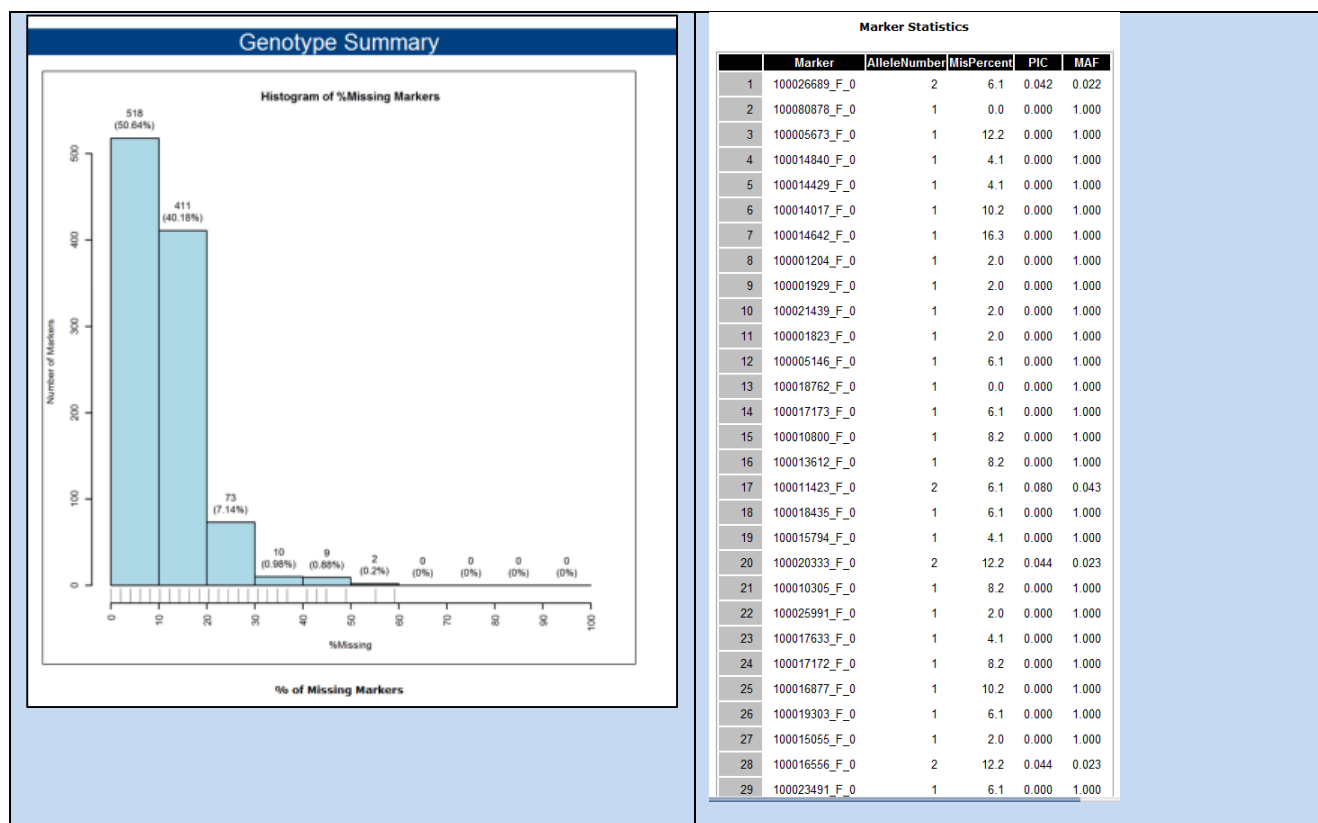 Genotype Summary
Histogram of %Missing Markers
518
(50.64%)
411
(40.18%)
73
(7.14%)
10
(0.98%)
9
(0.88%)
2
(0.2%)
0
(0%)
0
(0%)
0
(0%)
0
(0%)
Number of Markers
500
400
300
200
100
0
0 10 20 30 40 50 60 70 80 90 100
%Missing
% of Missing Markers
Marker Statistics
Marker AlleleNumber MisPercent PIC MAF
1 100026689_F_0 2 6.1 0.042 0.022
2 100080878_F_0 1 0.0 0.000 1.000
3 100005673_F_0 1 12.2 0.000 1.000
4 100014840_F_0 1 4.1 0.000 1.000
5 100014429_F_0 1 4.1 0.000 1.000
6 100014017_F_0 1 10.2 0.000 1.000
7 100014642_F_0 1 16.3 0.000 1.000
8 100001204_F_0 1 2.0 0.000 1.000
9 100001929_F_0 1 2.0 0.000 1.000
10 100021439_F_0 1 2.0 0.000 1.000
11 100001823_F_0 1 2.0 0.000 1.000
12 100005146_F_0 1 6.1 0.000 1.000
13 100018762_F_0 1 0.0 0.000 1.000
14 100017173_F_0 1 6.1 0.000 1.000
15 100010800_F_0 1 8.2 0.000 1.000
16 100013612_F_0 1 8.2 0.000 1.000
17 100011423_F_0 2 6.1 0.080 0.043
18 100018435_F_0 1 6.1 0.000 1.000
19 100015794_F_0 1 4.1 0.000 1.000
20 100020333_F_0 2 12.2 0.044 0.023
21 100010305_F_0 1 8.2 0.000 1.000
22 100025991_F_0 1 2.0 0.000 1.000
23 100017633_F_0 1 4.1 0.000 1.000
24 100017172_F_0 1 8.2 0.000 1.000
25 100016877_F_0 1 10.2 0.000 1.000
26 100019303_F_0 1 6.1 0.000 1.000
27 100015055_F_0 1 2.0 0.000 1.000
28 100016556_F_0 2 12.2 0.044 0.023
29 100023491_F_0 1 6.1 0.000 1.000